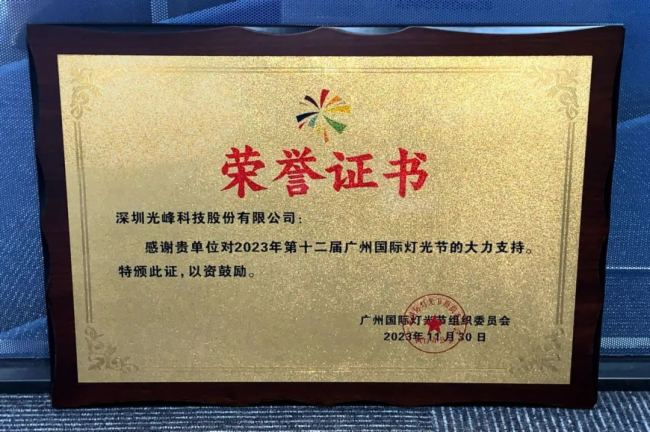 荣誉证书
深圳光峰科技股份有限公司：
感谢贵单位对2023年第十二届广州国际灯光节的大力支持。
特颁此证，以资鼓励。
广州国际灯光节组织委员会
2023年11月30日